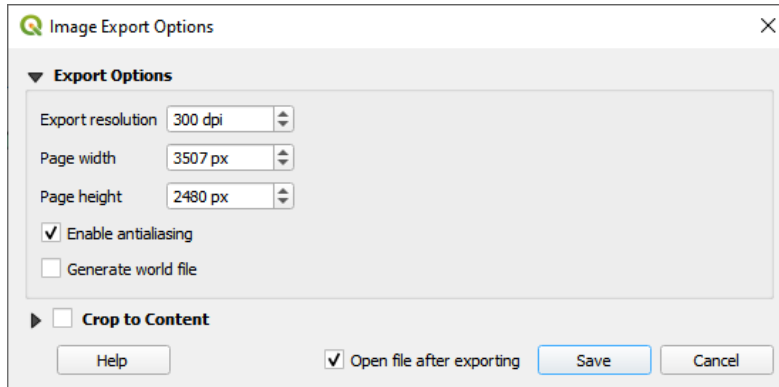 Image Export Options
Export Options
Export resolution 300 dpi
Page width 3507 px
Page height 2480 px
Enable antialiasing
Generate world file
Crop to Content
Help Open file after exporting Save Cancel